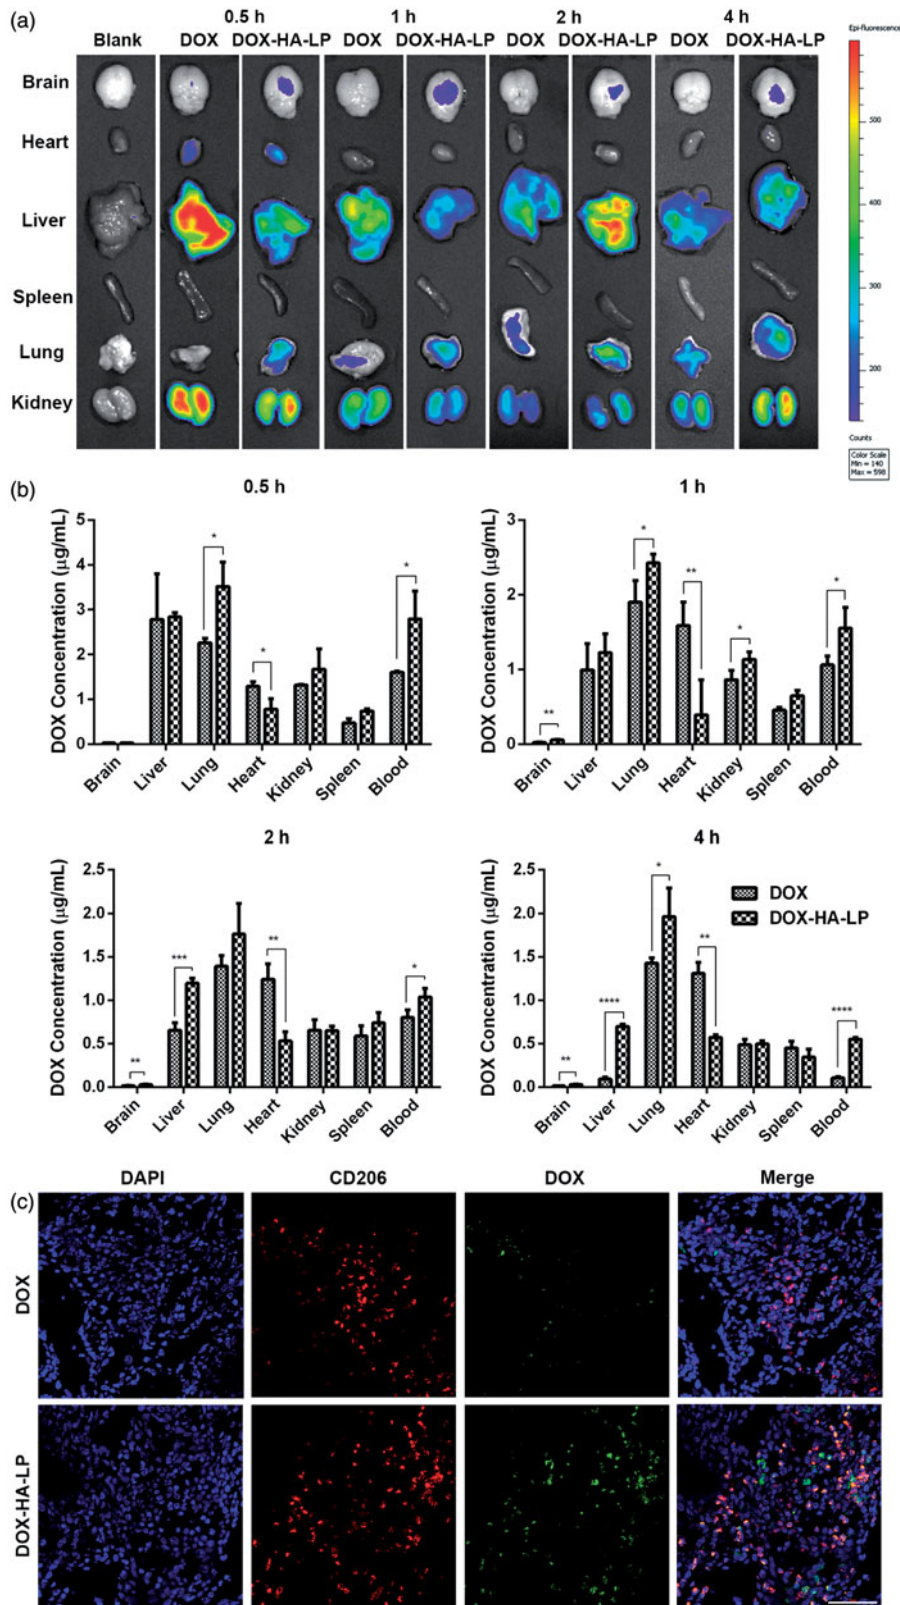 (a)
0.5 h 1 h 2 h 4 h
Blank DOX DOX-HA-LP DOX DOX-HA-LP DOX DOX-HA-LP DOX DOX-HA-LP
Epi-fluorescence
Brain
Heart
Liver
Spleen
Lung
Kidney
500
400
300
200
Counts
Color Scale
Min = 140
Max = 598
(b)
0.5 h
DOX Concentration (μg/mL)
5
4
3
2
1
0
* * *
Brain Liver Lung Heart Kidney Spleen Blood
1 h
DOX Concentration (μg/mL)
3
2
1
0
** * ** * *
Brain Liver Lung Heart Kidney Spleen Blood
2 h
DOX Concentration (μg/mL)
2.5
2.0
1.5
1.0
0.5
0.0
** *** ** *
Brain Liver Lung Heart Kidney Spleen Blood
4 h
DOX Concentration (μg/mL)
2.5
2.0
1.5
1.0
0.5
0.0
** **** * ** ****
Brain Liver Lung Heart Kidney Spleen Blood
DOX
DOX-HA-LP
(c)
DAPI CD206 DOX Merge
DOX
DOX-HA-LP